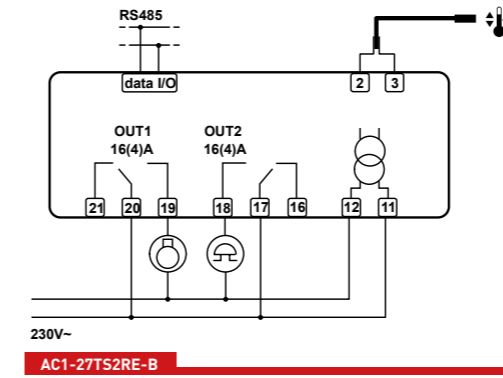 RS485
data I/O
2 3
OUT1 OUT2
16(4)A 16(4)A
21 20 19 18 17 16 12 11
230V~
AC1-27TS2RE-B